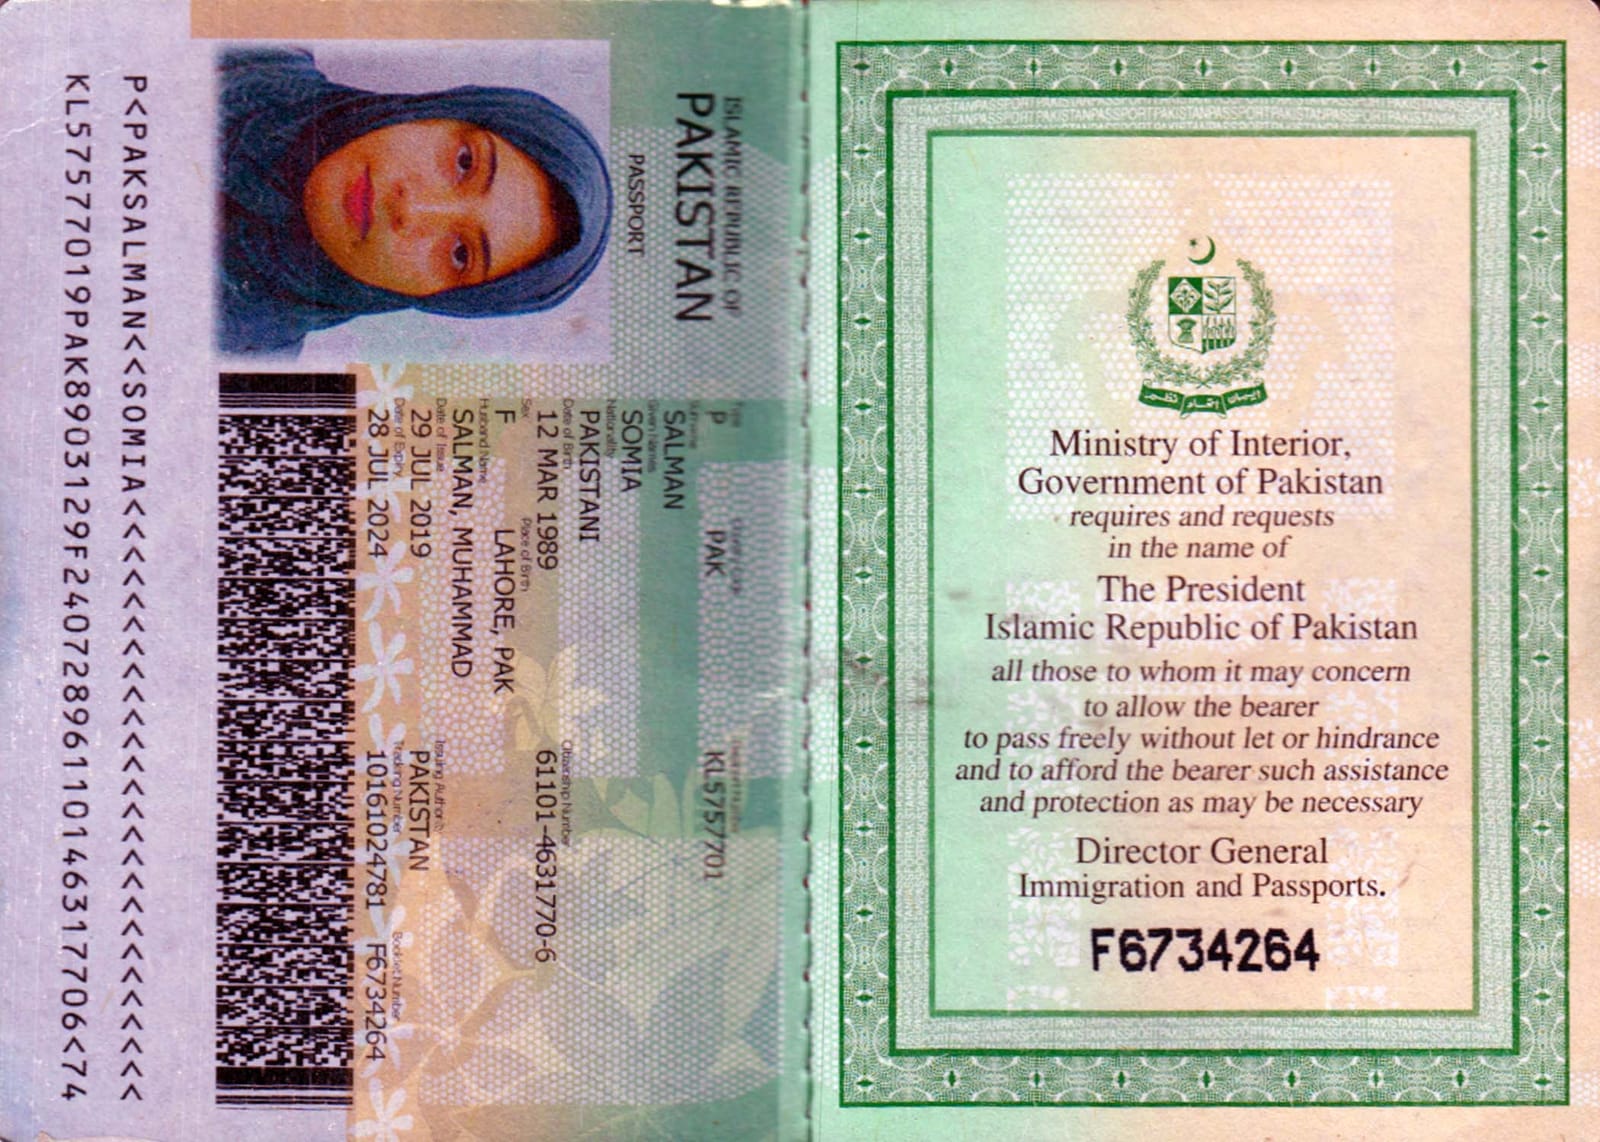 Ministry of Interior,
Government of Pakistan
requires and requests
in the name of
The President
Islamic Republic of Pakistan
all those to whom it may concern
to allow the bearer
to pass freely without let or hindrance
and to afford the bearer such assistance
and protection as may be necessary
Director General
Immigration and Passports.
F6734264
ISLAMIC REPUBLIC OF
PAKISTAN
PASSPORT
Type Country Code Passport Number
P PAK KL5757701
Surname
SALMAN
Given Names
SOMIA
Nationality
PAKISTANI
Date of Birth Citizenship Number
12 MAR 1989 61101-4631770-6
Sex Place of Birth
F LAHORE, PAK
Husband Name
SALMAN, MUHAMMAD
Date of Issue Issuing Authority
29 JUL 2019 PAKISTAN
Date of Expiry Tracking Number Booklet Number
28 JUL 2024 10161024781 F6734264
P<PAKSALMAN<<SOMIA<<<<<<<<<<<<<<<<<<<<<<<<<<
KL57577019PAK8903129F2407289611014631770​6<74